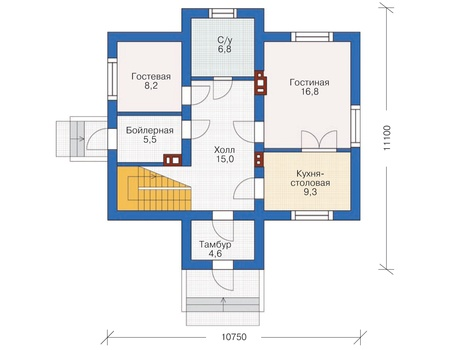 С/у
6,8
Гостевая
8,2
Гостиная
16,8
Бойлерная
5,5
Холл
15,0
Кухня-
столовая
9,3
Тамбур
4,6
11100
10750